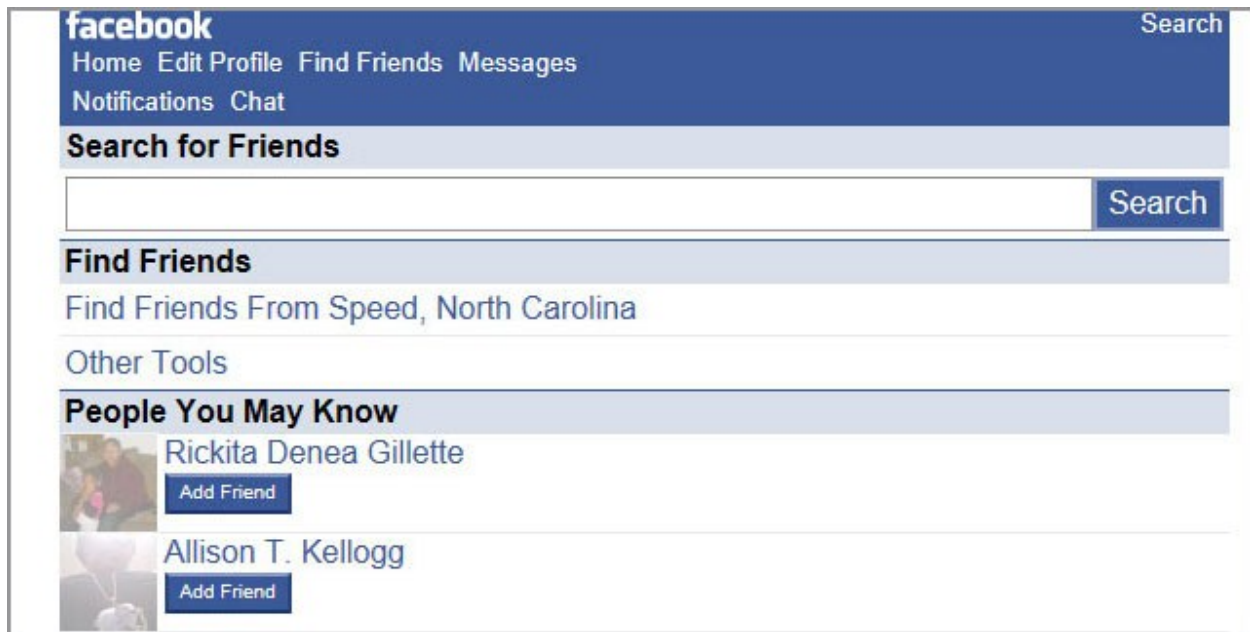 facebook Search
Home Edit Profile Find Friends Messages
Notifications Chat
Search for Friends
Search
Find Friends
Find Friends From Speed, North Carolina
Other Tools
People You May Know
Rickita Denea Gillette
Add Friend
Allison T. Kellogg
Add Friend